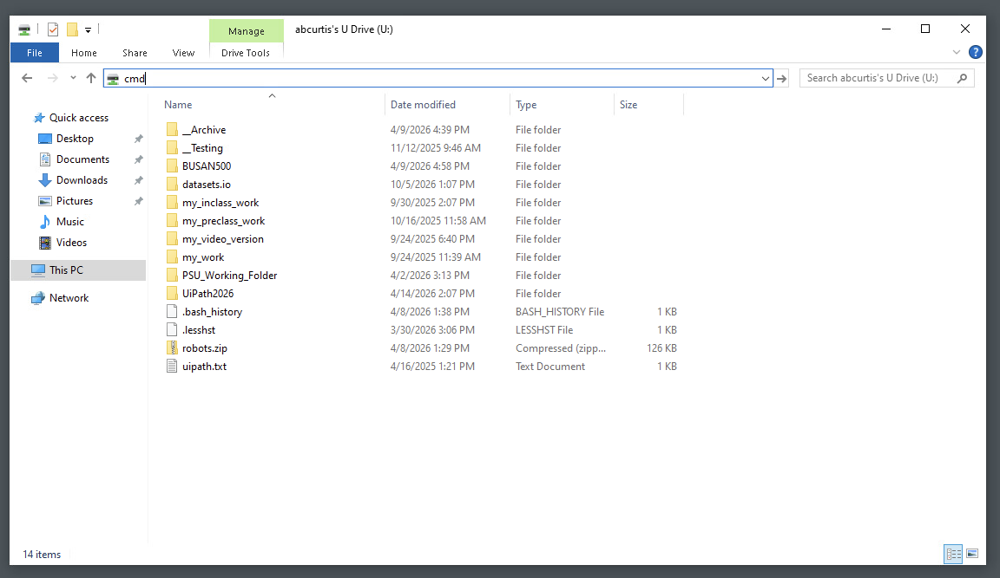 Manage
abcurtis's U Drive (U:)
File Home Share View Drive Tools
?
cmd
Search abcurtis's U Drive (U:)
Name Date modified Type Size
Quick access
Desktop
Documents
Downloads
Pictures
Music
Videos
This PC
Network
__Archive 4/9/2026 4:39 PM File folder
__Testing 11/12/2025 9:46 AM File folder
BUSAN500 4/9/2026 4:58 PM File folder
datasets.io 10/5/2026 1:07 PM File folder
my_inclass_work 9/30/2025 2:07 PM File folder
my_preclass_work 10/16/2025 11:58 AM File folder
my_video_version 9/24/2025 6:40 PM File folder
my_work 9/24/2025 11:39 AM File folder
PSU_Working_Folder 4/2/2026 3:13 PM File folder
UiPath2026 4/14/2026 2:07 PM File folder
.bash_history 4/8/2026 1:38 PM BASH_HISTORY File 1 KB
.lesshst 3/30/2026 3:06 PM LESSHST File 1 KB
robots.zip 4/8/2026 1:29 PM Compressed (zipp... 126 KB
uipath.txt 4/16/2025 1:21 PM Text Document 1 KB
14 items